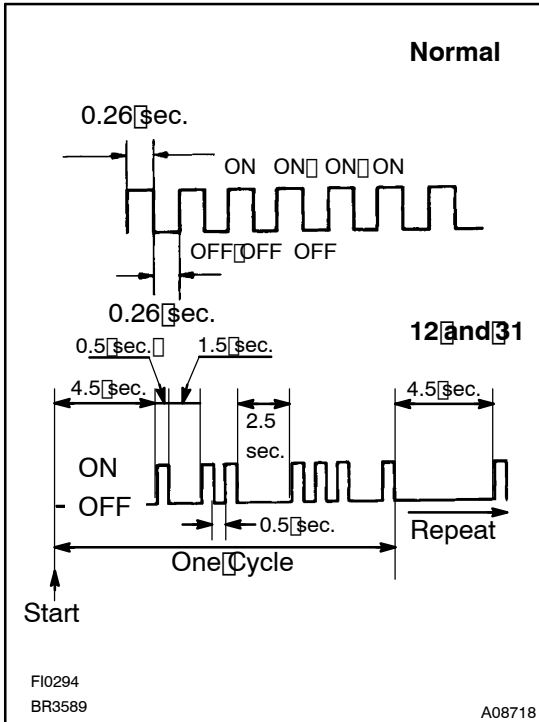 Normal
0.26 sec.
ON ON ON ON
OFF OFF OFF
0.26 sec.
12 and 31
0.5 sec. 1.5 sec.
4.5 sec. 4.5 sec.
2.5
sec.
ON
OFF
0.5 sec.
Repeat
One Cycle
Start
FI0294
BR3589
A08718